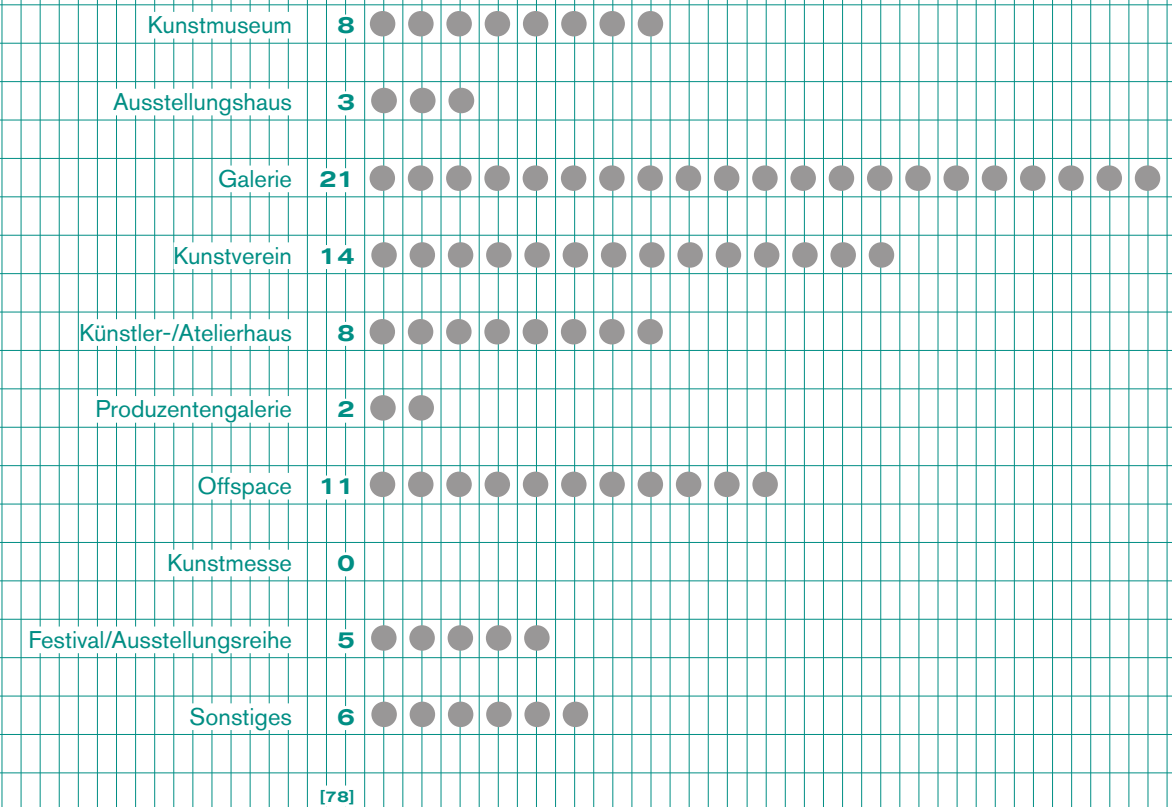 Kunstmuseum 8
Ausstellungshaus 3
Galerie 21
Kunstverein 14
Künstler-/Atelierhaus 8
Produzentengalerie 2
Offspace 11
Kunstmesse 0
Festival/Ausstellungsreihe 5
Sonstiges 6
[78]